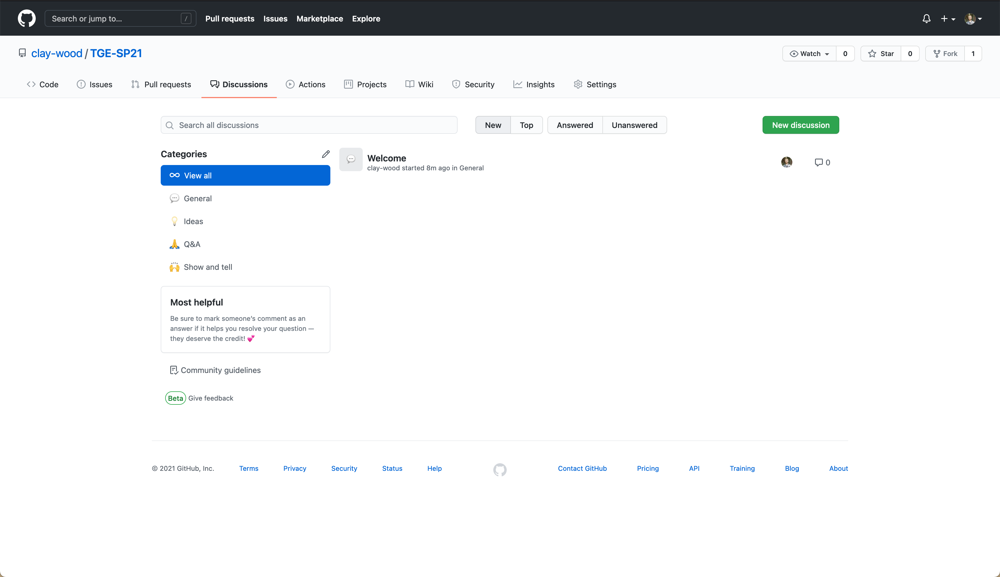 Search or jump to... /
Pull requests Issues Marketplace Explore
clay-wood / TGE-SP21
Watch 0 Star 0 Fork 1
Code Issues Pull requests Discussions Actions Projects Wiki Security Insights Settings
Search all discussions
New Top Answered Unanswered
New discussion
Categories
View all
General
Ideas
Q&A
Show and tell
Welcome
clay-wood started 8m ago in General
0
Most helpful
Be sure to mark someone’s comment as an
answer if it helps you resolve your question —
they deserve the credit! 💕
Community guidelines
Beta Give feedback
© 2021 GitHub, Inc. Terms Privacy Security Status Help Contact GitHub Pricing API Training Blog About